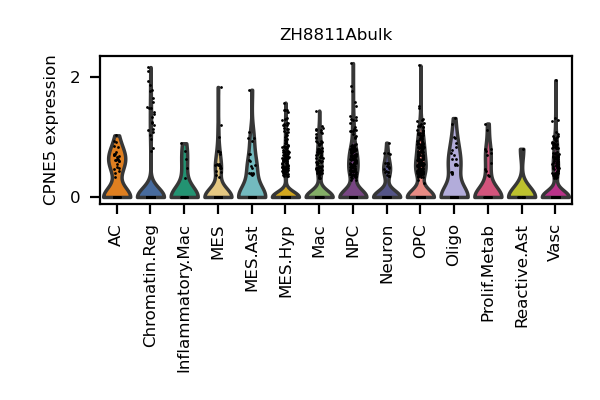 ZH8811Abulk
CPNE5 expression
2
0
AC
Chromatin.Reg
Inflammatory.Mac
MES
MES.Ast
MES.Hyp
Mac
NPC
Neuron
OPC
Oligo
Prolif.Metab
Reactive.Ast
Vasc